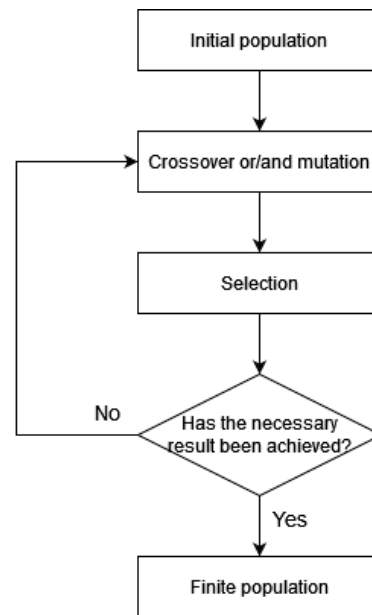 Initial population
Crossover or/and mutation
Selection
Has the necessary
result been achieved?
No
Yes
Finite population